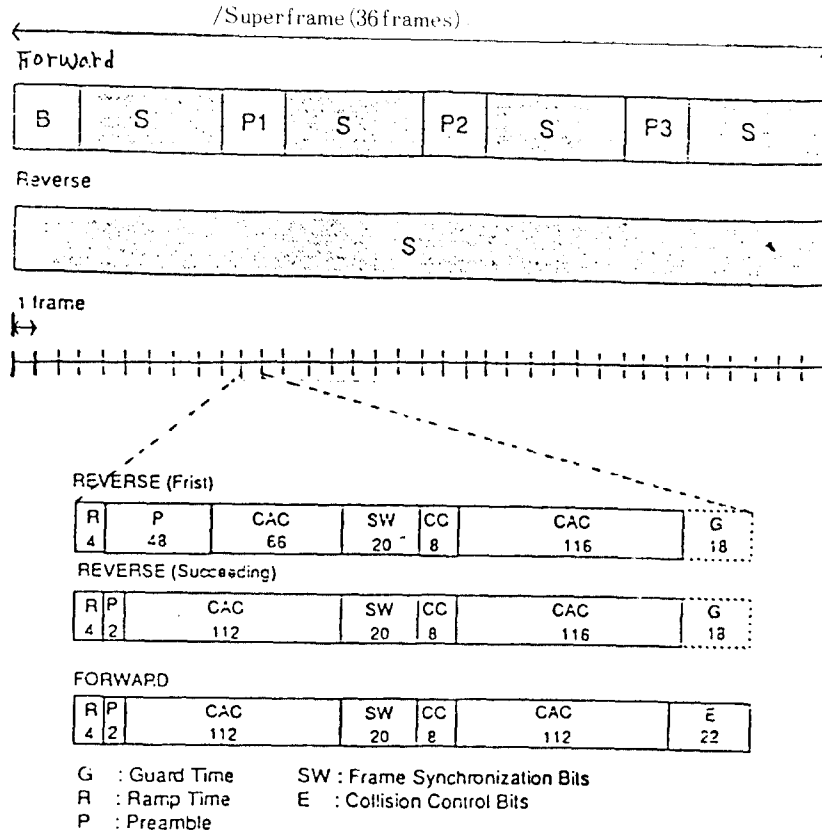 /Superframe(36frames)
Forward
B S P1 S P2 S P3 S
Reverse
S
1 frame
REVERSE (Frist)
R P CAC SW CC CAC G
4 48 66 20 8 116 18
REVERSE (Succeeding)
R P CAC SW CC CAC G
4 2 112 20 8 116 18
FORWARD
R P CAC SW CC CAC E
4 2 112 20 8 112 22
G : Guard Time SW : Frame Synchronization Bits
R : Ramp Time E : Collision Control Bits
P : Preamble